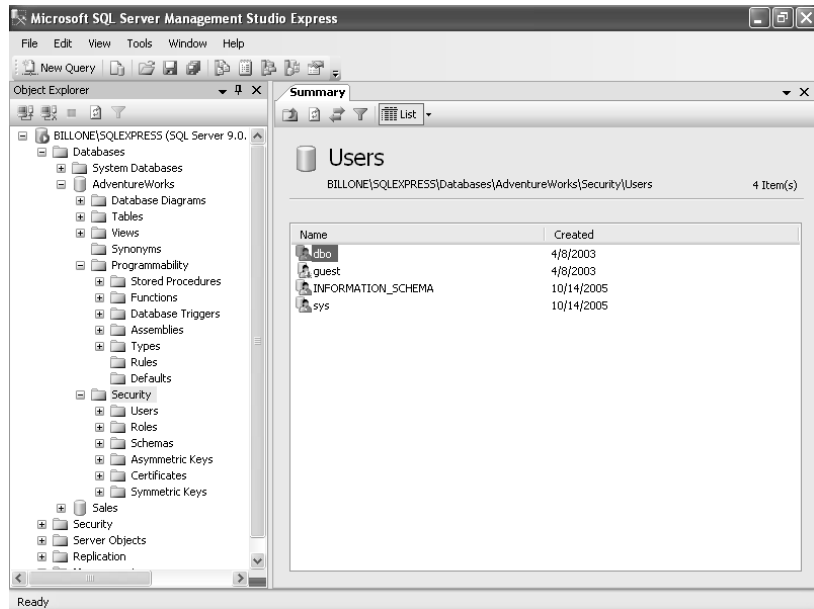 Microsoft SQL Server Management Studio Express
File Edit View Tools Window Help
New Query
Object Explorer
Summary
List
BILLONE\SQLEXPRESS (SQL Server 9.0.
Databases
System Databases
AdventureWorks
Database Diagrams
Tables
Views
Synonyms
Programmability
Stored Procedures
Functions
Database Triggers
Assemblies
Types
Rules
Defaults
Security
Users
Roles
Schemas
Asymmetric Keys
Certificates
Symmetric Keys
Sales
Security
Server Objects
Replication
Users
BILLONE\SQLEXPRESS\Databases\AdventureWorks\Security\Users 4 Item(s)
Name Created
dbo 4/8/2003
guest 4/8/2003
INFORMATION_SCHEMA 10/14/2005
sys 10/14/2005
Ready